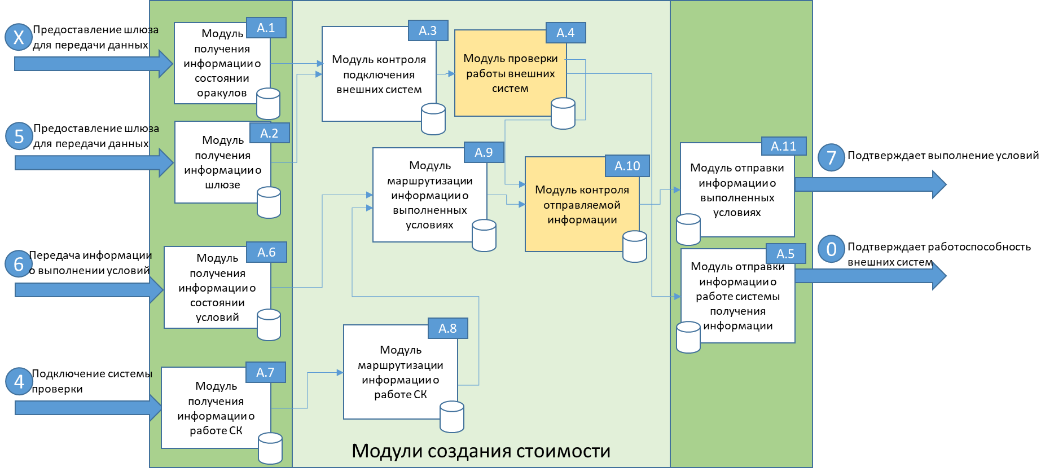 X
Предоставление шлюза
для передачи данных
A.1
Модуль
получения
информации о
состоянии
оракулов
A.3
Модуль контроля
подключения
внешних систем
A.4
Модуль проверки
работы внешних
систем
5
Предоставление шлюза
для передачи данных
A.2
Модуль
получения
информации о
шлюзе
A.9
Модуль
маршрутизации
информации о
выполненных
условиях
A.10
Модуль контроля
отправляемой
информации
A.11
Модуль отправки
информации о
выполненных
условиях
7
Подтверждает выполнение условий
6
Передача информации
о выполнении условий
A.6
Модуль
получения
информации о
состоянии
условий
A.5
Модуль отправки
информации о
работе системы
получения
информации
0
Подтверждает работоспособность
внешних систем
4
Подключение системы
проверки
A.7
Модуль
получения
информации о
работе СК
A.8
Модуль
маршрутизации
информации о
работе СК
Модули создания стоимости